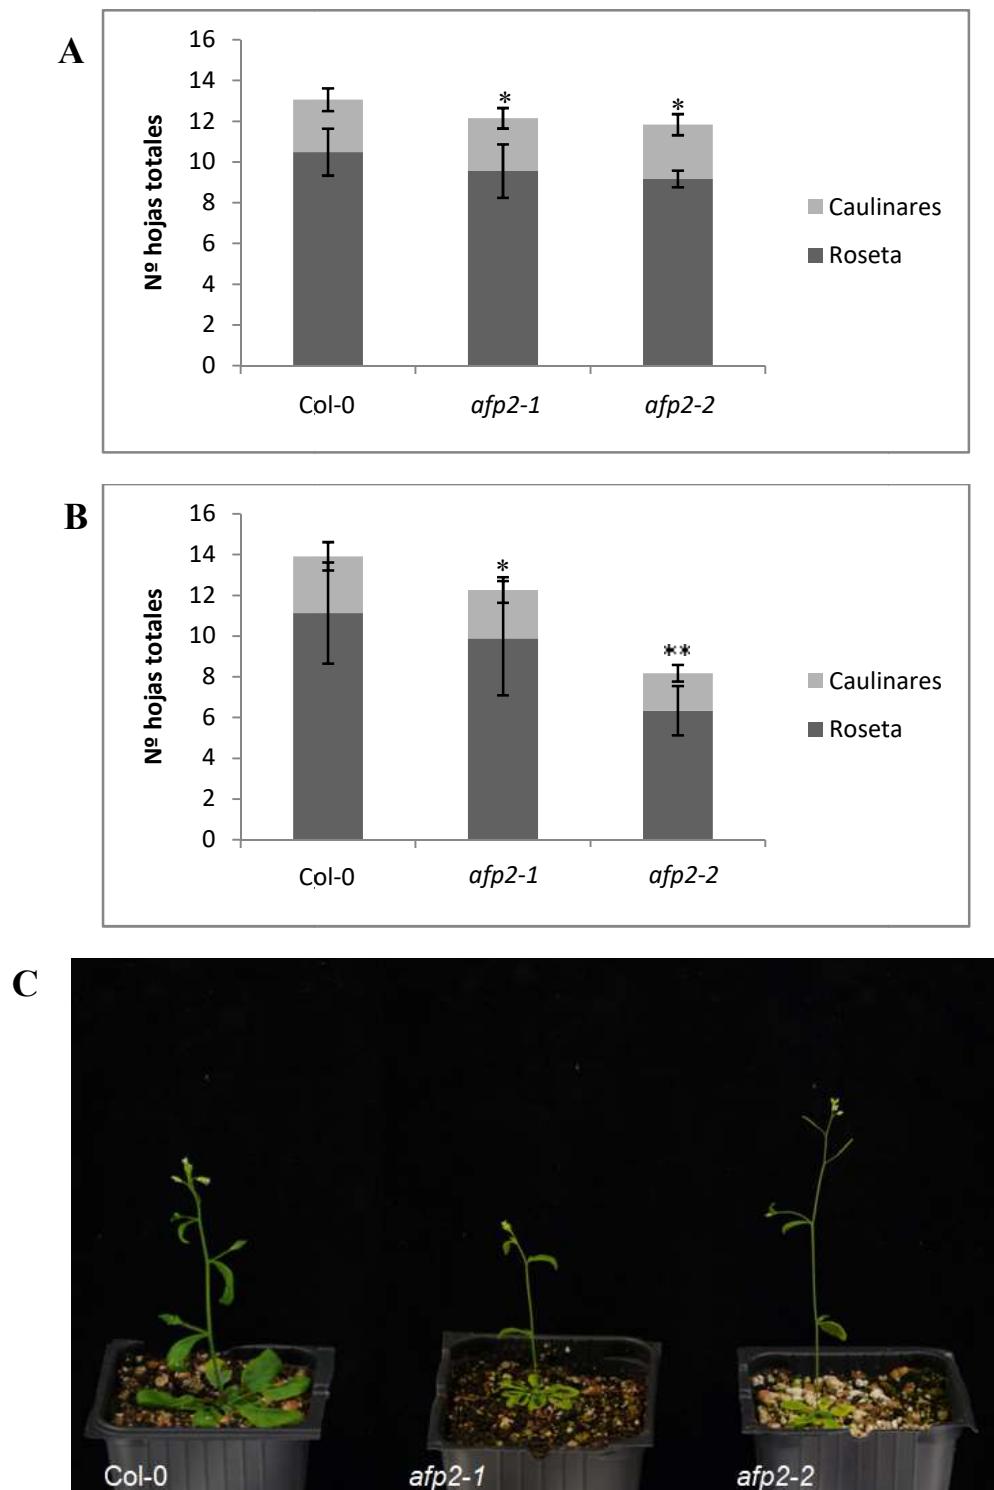 A
Nº hojas totales
16
14
12
10
8
6
4
2
0
*
*
Col-0
afp2-1
afp2-2
Caulinares
Roseta
B
Nº hojas totales
16
14
12
10
8
6
4
2
0
*
**
Col-0
afp2-1
afp2-2
Caulinares
Roseta
C
Col-0
afp2-1
afp2-2